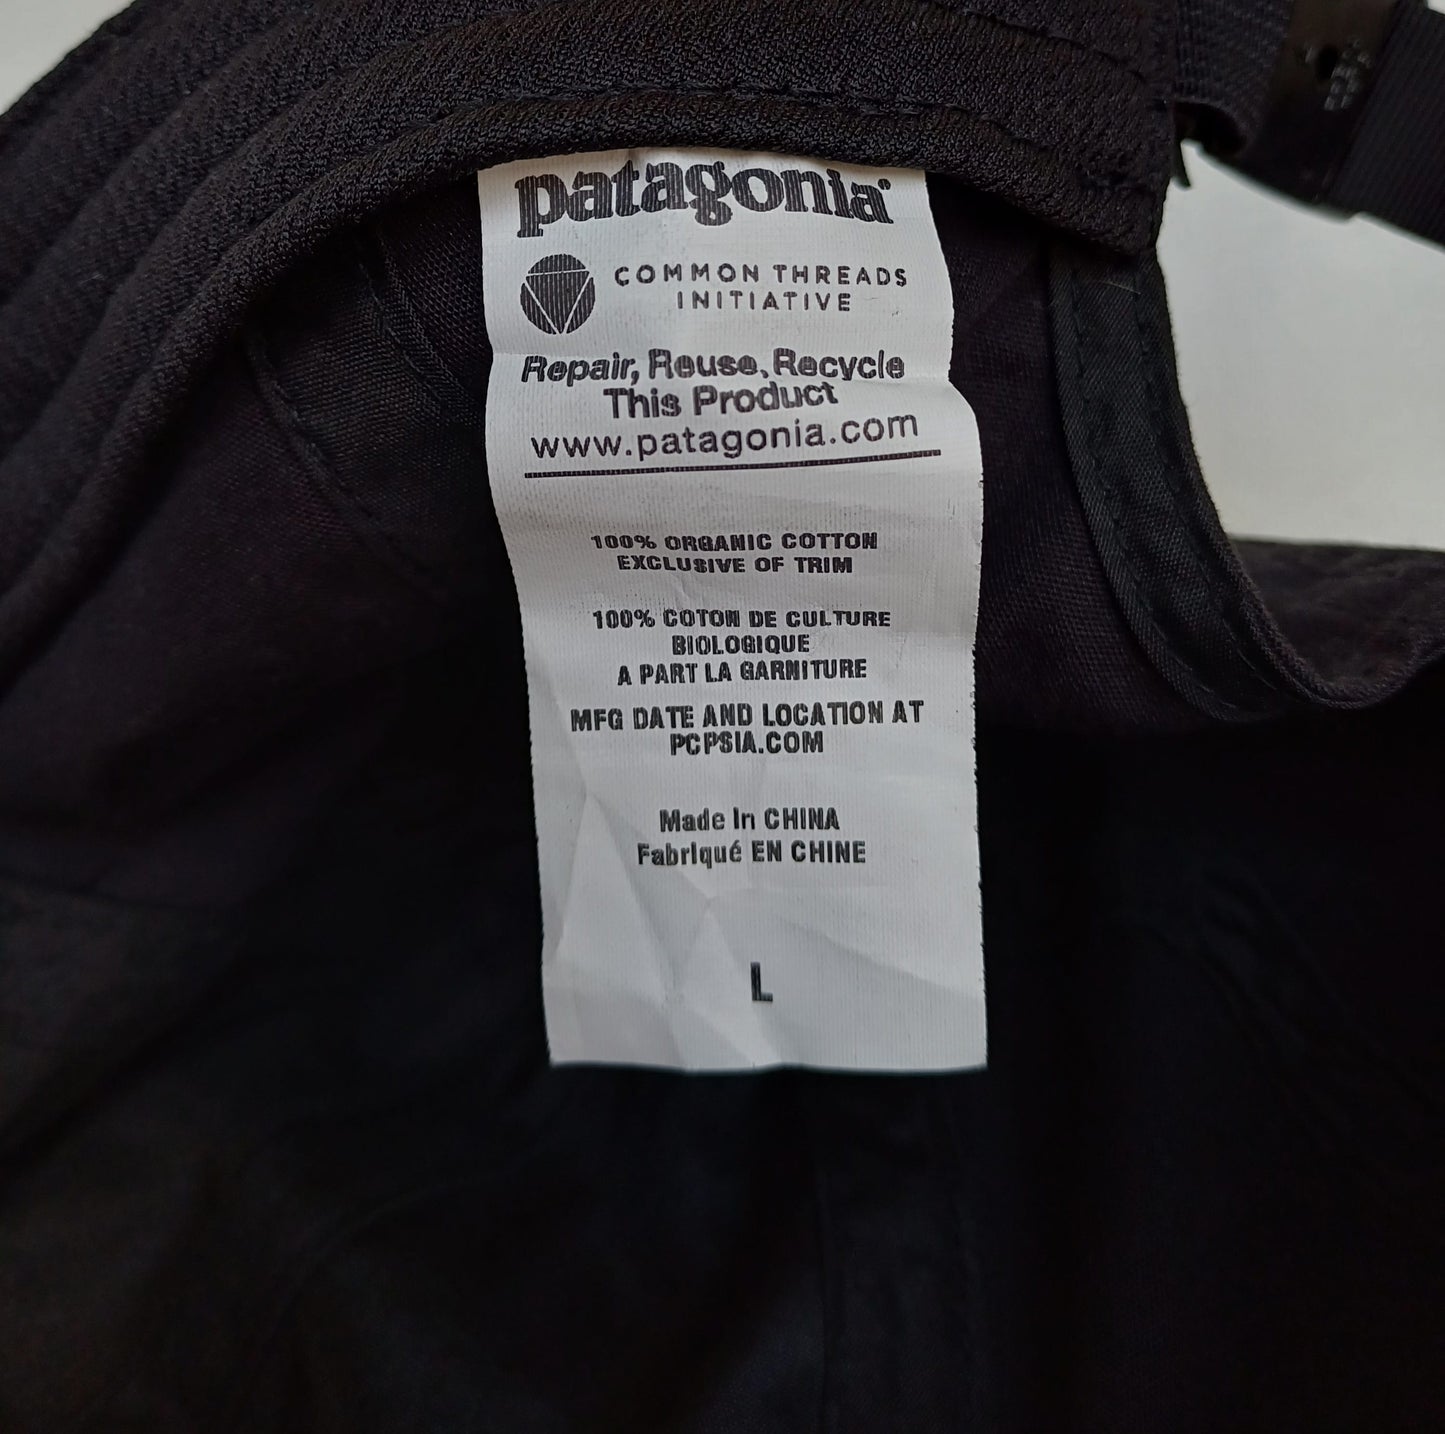 patagonia®
COMMON THREADS
INITIATIVE
Repair, Reuse, Recycle
This Product
www.patagonia.com
100% ORGANIC COTTON
EXCLUSIVE OF TRIM
100% COTON DE CULTURE
BIOLOGIQUE
A PART LA GARNITURE
MFG DATE AND LOCATION AT
PCPSIA.COM
Made In CHINA
Fabriqué EN CHINE
L